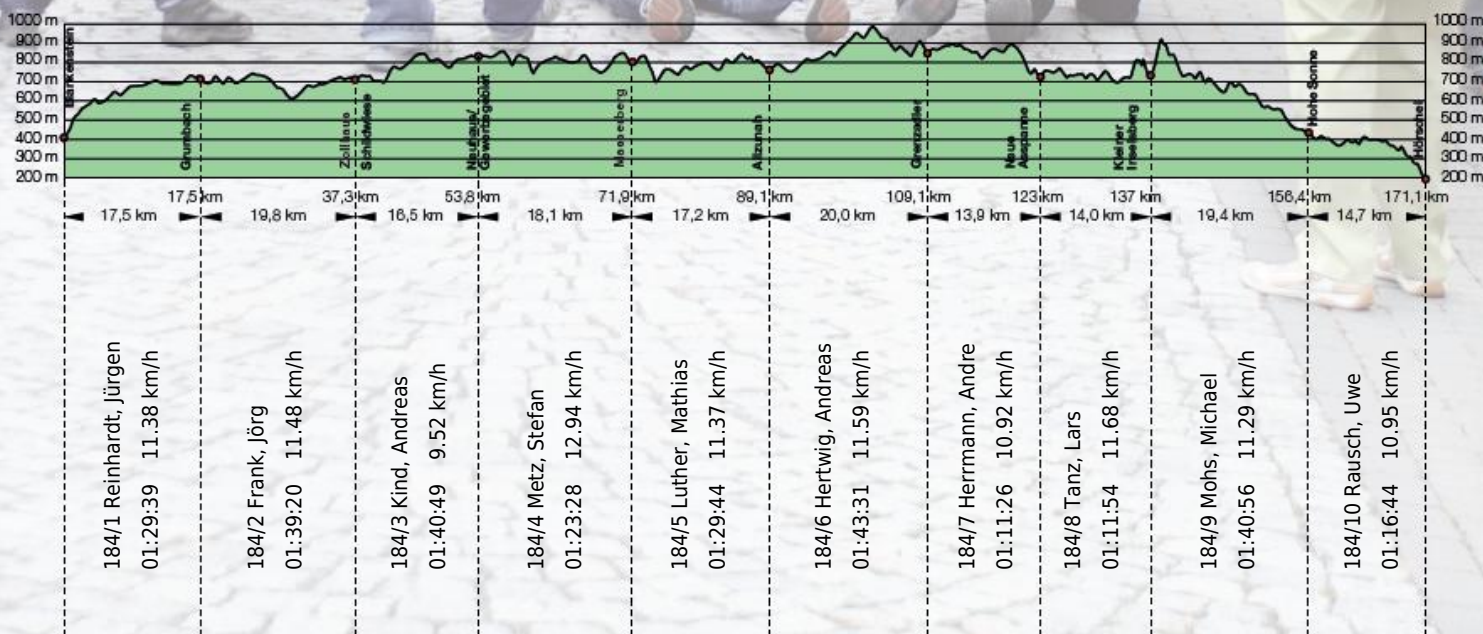 1000 m
900 m
800 m
700 m
600 m
500 m
400 m
300 m
200 m
1000 m
900 m
800 m
700 m
600 m
500 m
400 m
300 m
200 m
Blankenstein
Grumbach
Zollhaus
Schildwiese
Neuhaus/
Masserberg
Allzunah
Grenzadler
Neue
Ausspanne
Kleiner
Inselsberg
Hohe Sonne
Hörschel
17,5 km
37,3 km
53,8 km
71,9 km
89,1 km
109,1 km
123 km
137 km
156,4 km
171,1 km
17,5 km
19,8 km
16,5 km
18,1 km
17,2 km
20,0 km
13,9 km
14,0 km
19,4 km
14,7 km
184/1 Reinhardt, Jürgen
01:29:39 11.38 km/h
184/2 Frank, Jörg
01:39:20 11.48 km/h
184/3 Kind, Andreas
01:40:49 9.52 km/h
184/4 Metz, Stefan
01:23:28 12.94 km/h
184/5 Luther, Mathias
01:29:44 11.37 km/h
184/6 Hertwig, Andreas
01:43:31 11.59 km/h
184/7 Herrmann, Andre
01:11:26 10.92 km/h
184/8 Tanz, Lars
01:11:54 11.68 km/h
184/9 Mohs, Michael
01:40:56 11.29 km/h
184/10 Rausch, Uwe
01:16:44 10.95 km/h